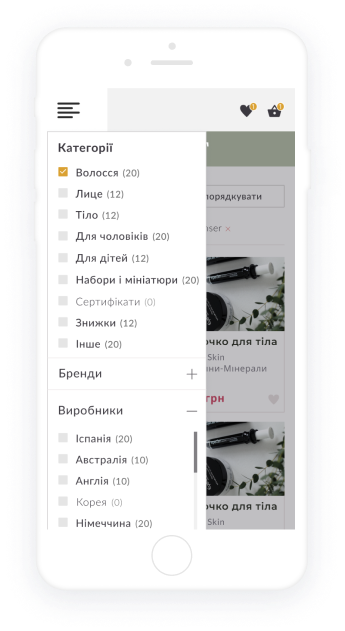 1 1
Категорії
Волосся (20)
Лице (12)
Тіло (12)
Для чоловіків (20)
Для дітей (12)
Набори і мініатюри (20)
Сертифікати (0)
Знижки (12)
Інше (20)
Бренди +
Виробники −
Іспанія (20)
Австралія (10)
Англія (10)
Корея (0)
Німеччина (20)
порядкувати
ser ×
чко для тіла
Skin
ни-Мінерали
грн
чко для тіла
Skin